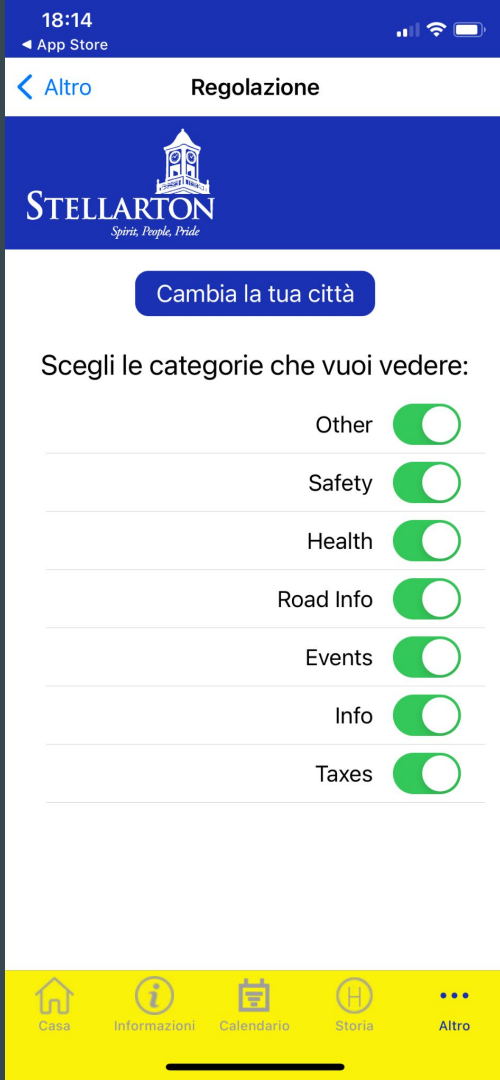 18:14
App Store
Altro
Regolazione
STELLARTON
Spirit, People, Pride
Cambia la tua città
Scegli le categorie che vuoi vedere:
Other
Safety
Health
Road Info
Events
Info
Taxes
H
Casa
Informazioni
Calendario
Storia
Altro